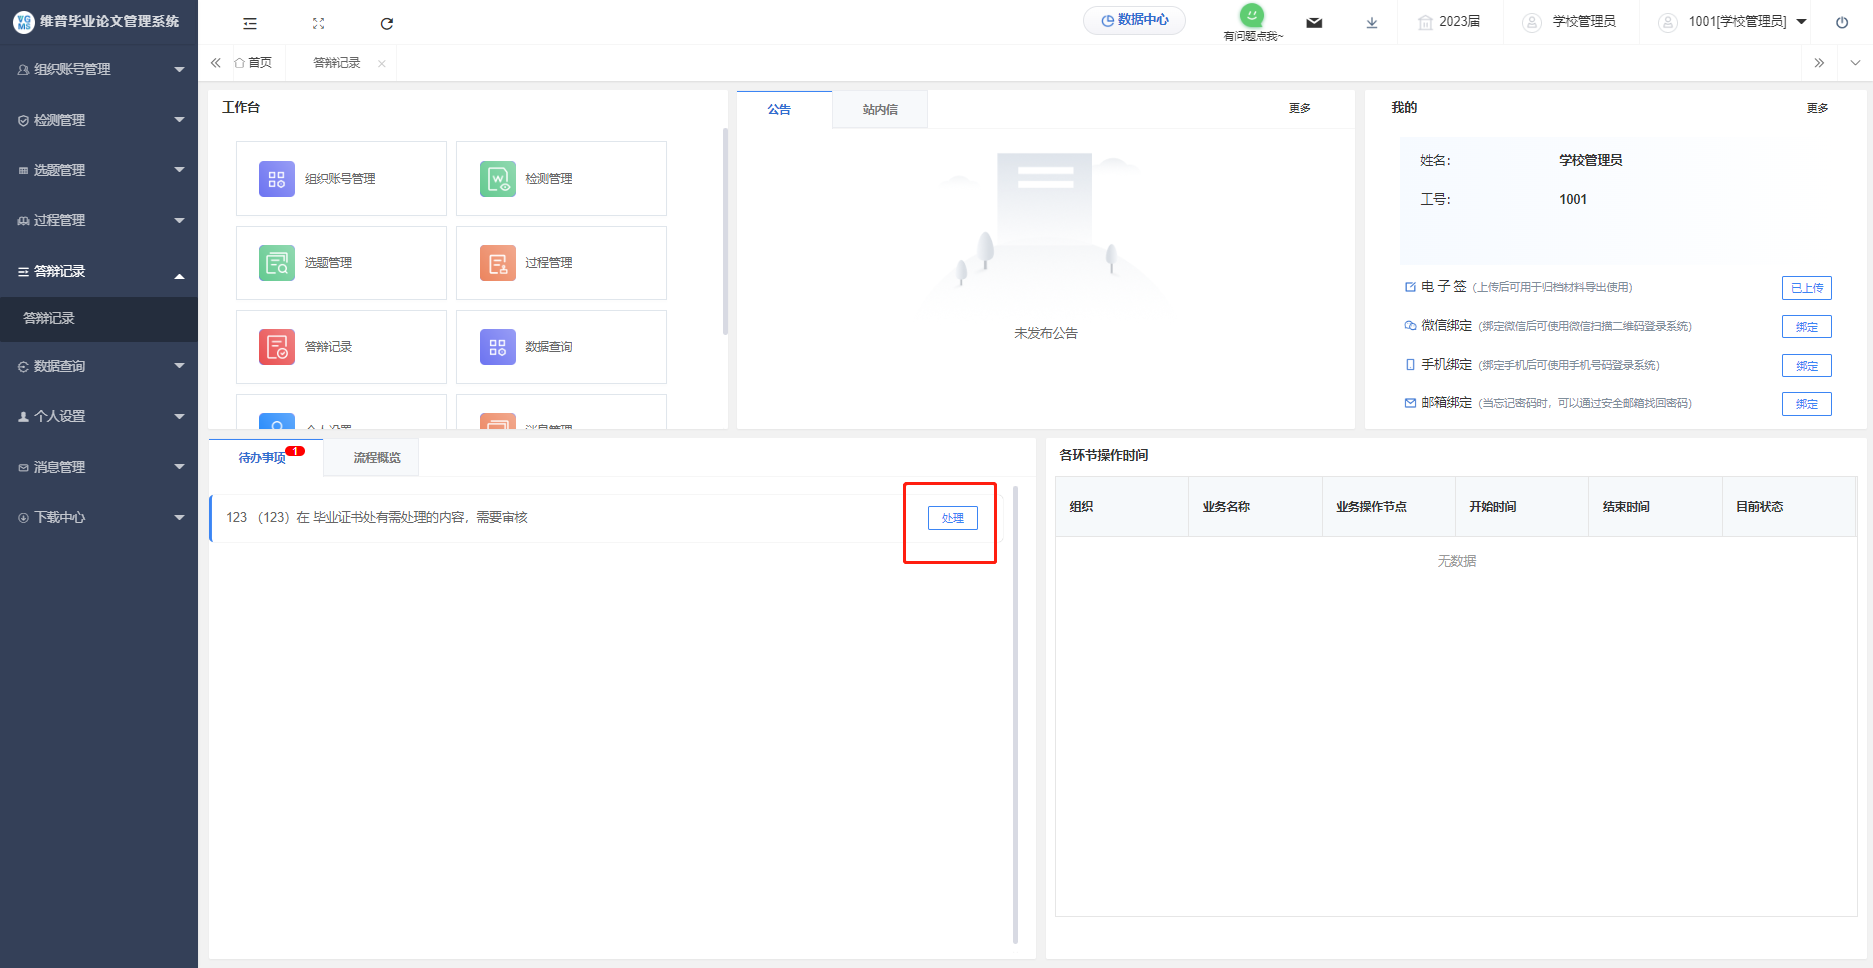 维普毕业论文管理系统
数据中心
有问题点我~
2023届
学校管理员
1001[学校管理员]
首页
答辩记录
组织账号管理
检测管理
选题管理
过程管理
答辩记录
答辩记录
数据查询
个人设置
消息管理
下载中心
工作台
组织账号管理
检测管理
选题管理
过程管理
答辩记录
数据查询
个人设置
消息管理
公告
站内信
更多
未发布公告
我的
更多
姓名：
学校管理员
工号：
1001
电 子 签 (上传后可用于归档材料导出使用)
已上传
微信绑定 (绑定微信后可使用微信扫描二维码登录系统)
绑定
手机绑定 (绑定手机后可使用手机号码登录系统)
绑定
邮箱绑定 (当忘记密码时，可以通过安全邮箱找回密码)
绑定
待办事项
1
流程概览
123 （123）在 毕业证书处有需处理的内容，需要审核
处理
各环节操作时间
组织
业务名称
业务操作节点
开始时间
结束时间
目前状态
无数据